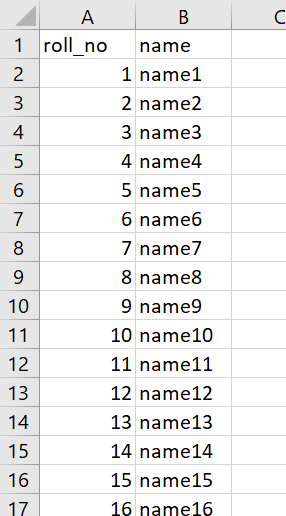 A B C
1 roll_no name
2 1 name1
3 2 name2
4 3 name3
5 4 name4
6 5 name5
7 6 name6
8 7 name7
9 8 name8
10 9 name9
11 10 name10
12 11 name11
13 12 name12
14 13 name13
15 14 name14
16 15 name15
17 16 name16